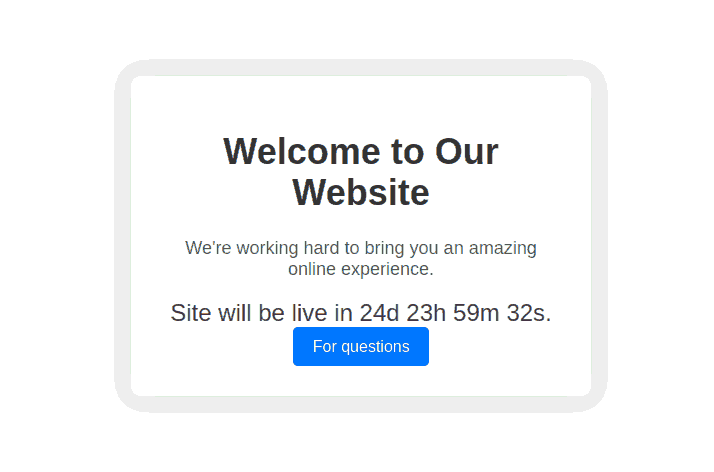 Welcome to Our
Website
We’re working hard to bring you an amazing
online experience.
Site will be live in 24d 23h 59m 32s.
For questions